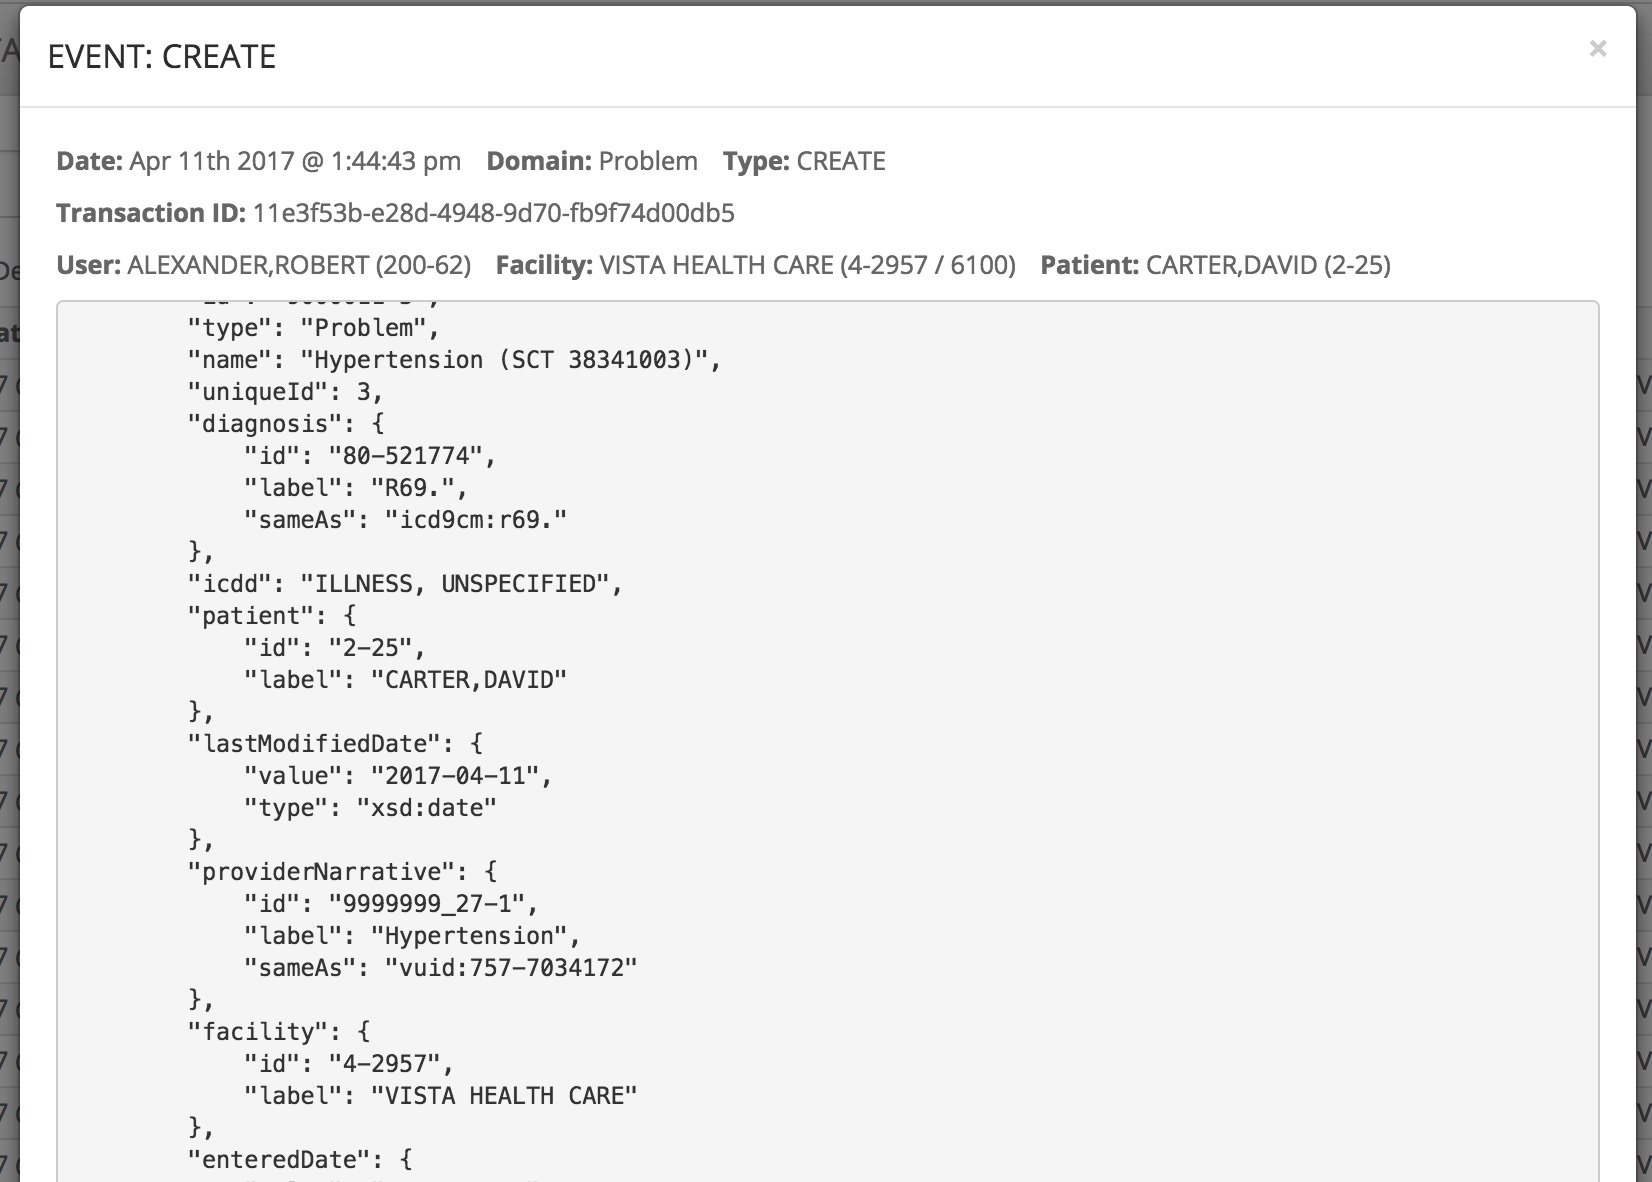 EVENT: CREATE
×
Date: Apr 11th 2017 @ 1:44:43 pm Domain: Problem Type: CREATE
Transaction ID: 11e3f53b-e28d-4948-9d70-fb9f74d00db5
User: ALEXANDER,ROBERT (200-62) Facility: VISTA HEALTH CARE (4-2957 / 6100) Patient: CARTER,DAVID (2-25)
"type": "Problem",
"name": "Hypertension (SCT 38341003)",
"uniqueId": 3,
"diagnosis": {
"id": "80-521774",
"label": "R69.",
"sameAs": "icd9cm:r69."
},
"icdd": "ILLNESS, UNSPECIFIED",
"patient": {
"id": "2-25",
"label": "CARTER,DAVID"
},
"lastModifiedDate": {
"value": "2017-04-11",
"type": "xsd:date"
},
"providerNarrative": {
"id": "9999999_27-1",
"label": "Hypertension",
"sameAs": "vuid:757-7034172"
},
"facility": {
"id": "4-2957",
"label": "VISTA HEALTH CARE"
},
"enteredDate": {